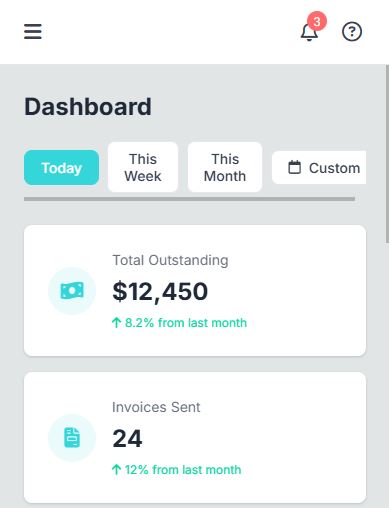 3
Dashboard
Today
This
Week
This
Month
Custom
Total Outstanding
$12,450
8.2% from last month
Invoices Sent
24
12% from last month